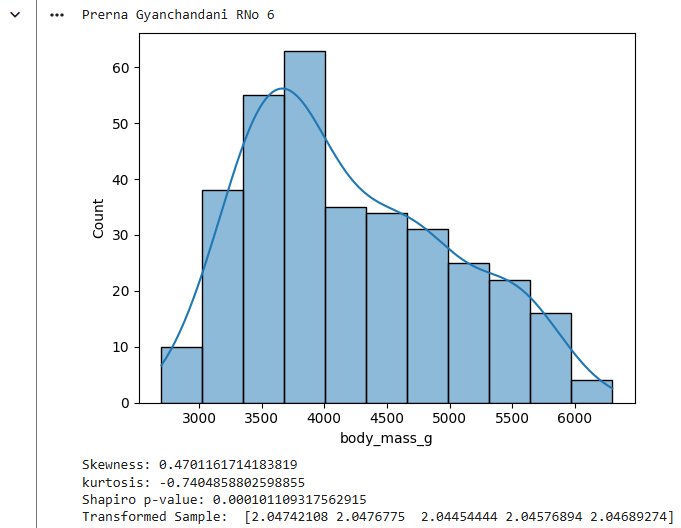 Prerna Gyanchandani RNo 6
60
50
40
30
20
10
0
Count
3000 3500 4000 4500 5000 5500 6000
body_mass_g
Skewness: 0.4701161714183819
kurtosis: -0.7404858802598855
Shapiro p-value: 0.000101109317562915
Transformed Sample:  [2.04742108 2.0476775  2.04454444 2.04576894 2.04689274]